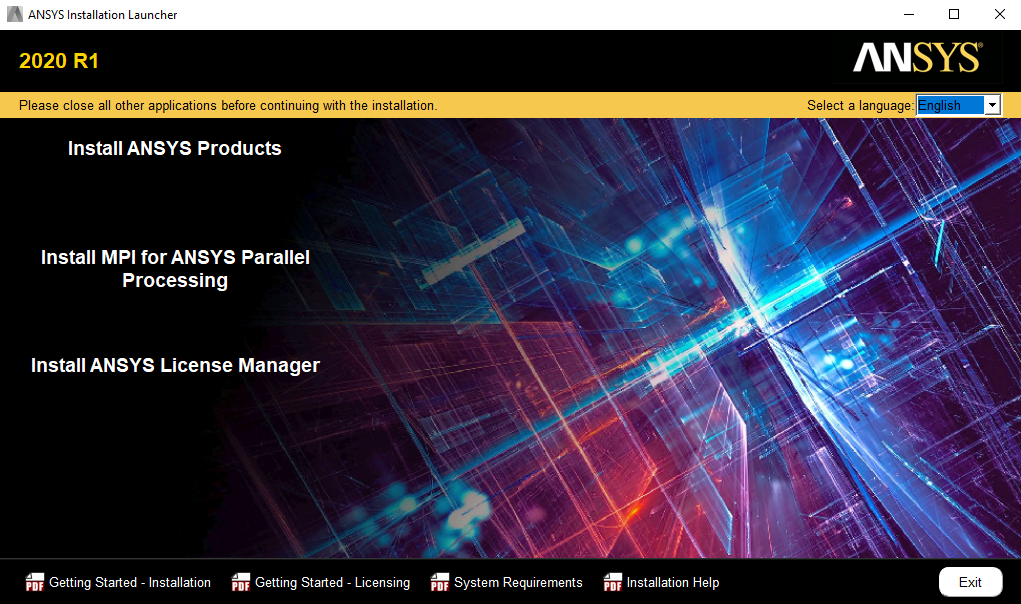 ANSYS Installation Launcher
2020 R1
ANSYS®
Please close all other applications before continuing with the installation.
Select a language: English
Install ANSYS Products
Install MPI for ANSYS Parallel
Processing
Install ANSYS License Manager
PDF Getting Started - Installation
PDF Getting Started - Licensing
PDF System Requirements
PDF Installation Help
Exit